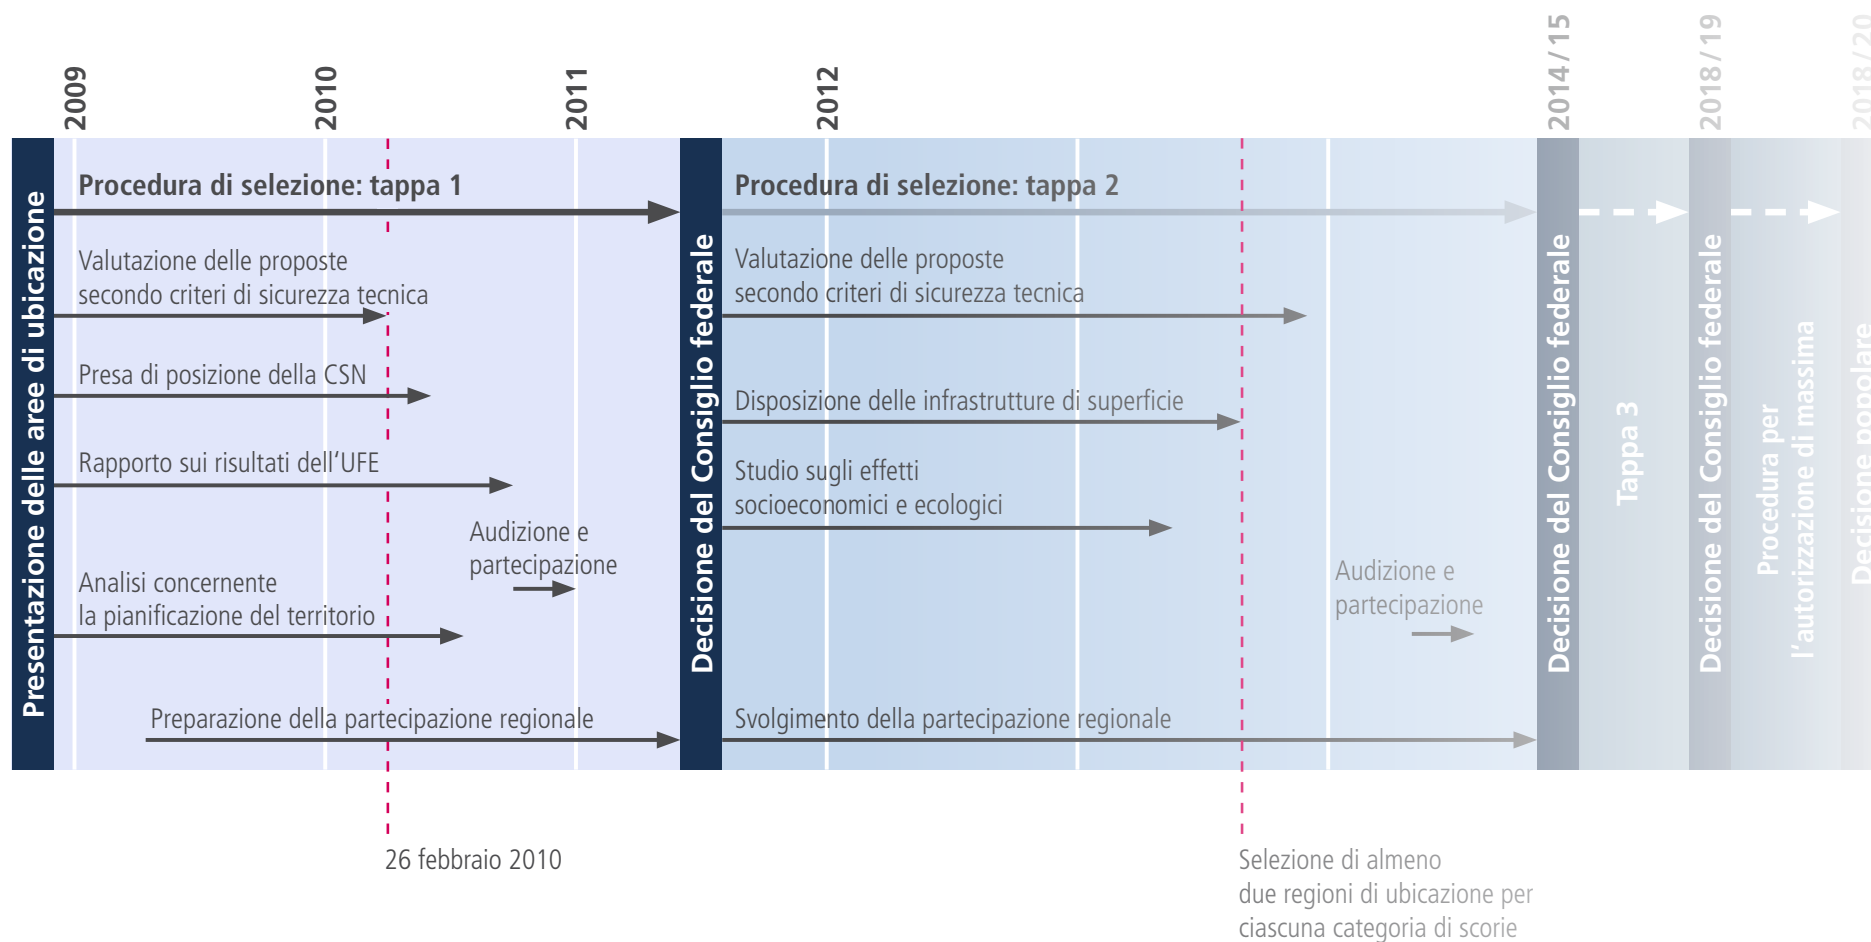 2009
2010
2011
2012
2014/15
2018/19
2018/20
Presentazione delle aree di ubicazione
Procedura di selezione: tappa 1
Valutazione delle proposte
secondo criteri di sicurezza tecnica
Presa di posizione della CSN
Rapporto sui risultati dell‘UFE
Audizione e
partecipazione
Analisi concernente
la pianificazione del territorio
Preparazione della partecipazione regionale
26 febbraio 2010
Decisione del Consiglio federale
Procedura di selezione: tappa 2
Valutazione delle proposte
secondo criteri di sicurezza tecnica
Disposizione delle infrastrutture di superficie
Studio sugli effetti
socioeconomici e ecologici
Audizione e
partecipazione
Svolgimento della partecipazione regionale
Selezione di almeno
due regioni di ubicazione per
ciascuna categoria di scorie
Decisione del Consiglio federale
Tappa 3
Decisione del Consiglio federale
Procedura per
l'autorizzazione di massima
Decisione popolare